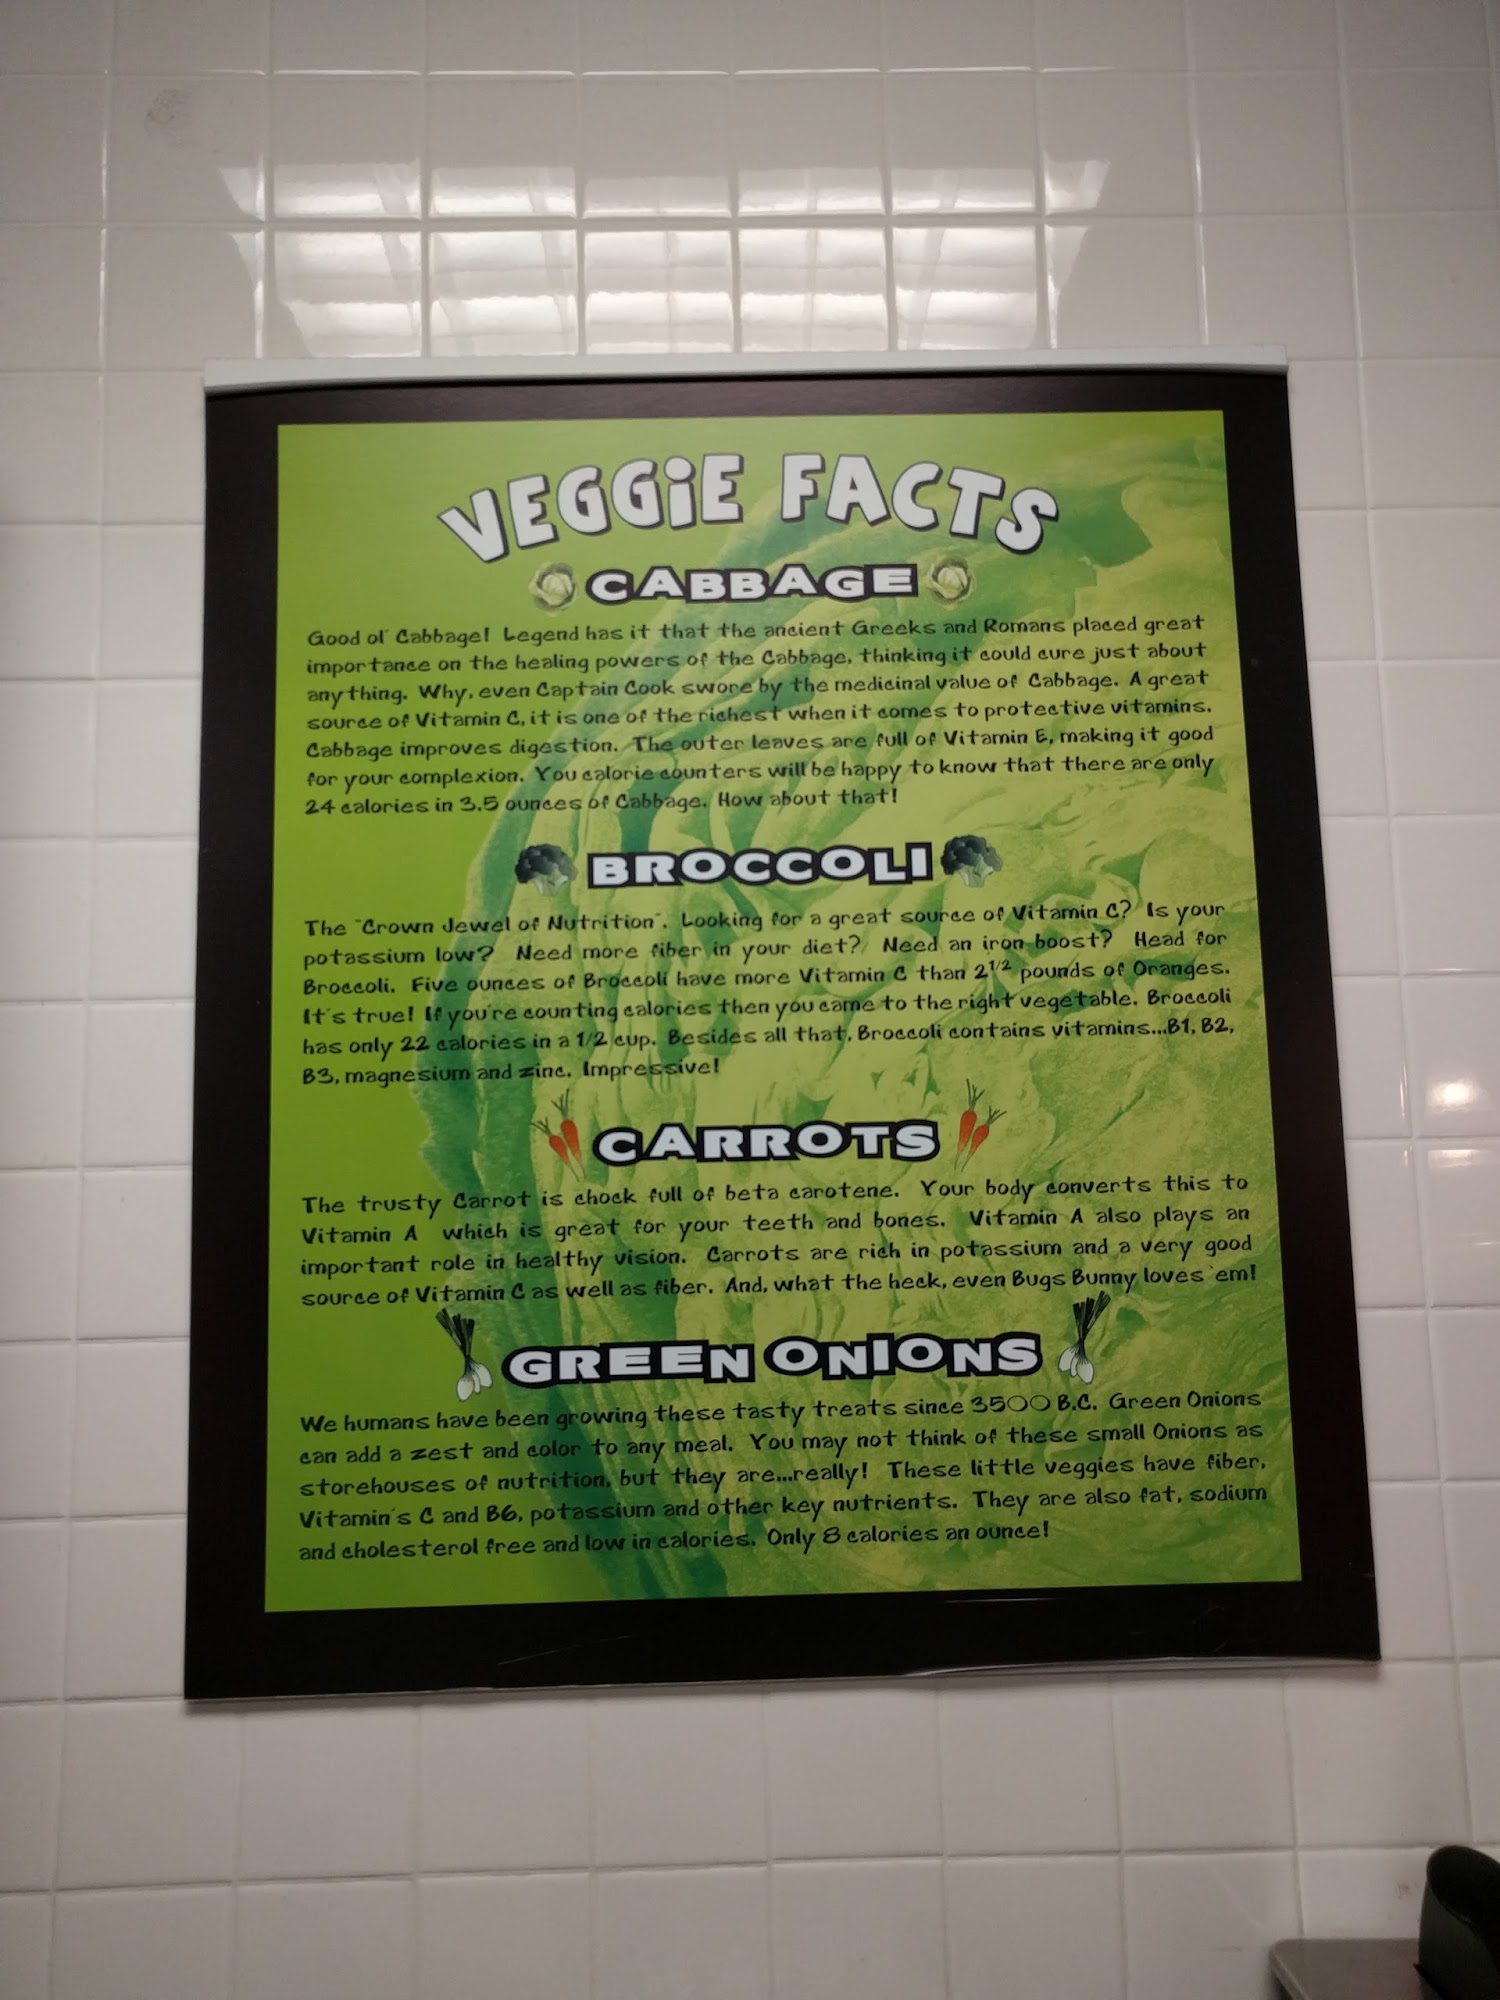 VEGGiE FACTS
CABBAGE
Good ol' Cabbage! Legend has it that the ancient Greeks and Romans placed great
importance on the healing powers of the Cabbage, thinking it could cure just about
anything. Why, even Captain Cook swore by the medicinal value of Cabbage. A great
source of Vitamin C, it is one of the richest when it comes to protective vitamins.
Cabbage improves digestion. The outer leaves are full of Vitamin E, making it good
for your complexion. You calorie counters will be happy to know that there are only
24 calories in 3.5 ounces of Cabbage. How about that!
BROCCOLI
The "Crown Jewel of Nutrition". Looking for a great source of Vitamin C? Is your
potassium low? Need more fiber in your diet? Need an iron boost? Head for
Broccoli. Five ounces of Broccoli have more Vitamin C than 2 1/2 pounds of Oranges.
It's true! If you're counting calories then you came to the right vegetable. Broccoli
has only 22 calories in a 1/2 cup. Besides all that, Broccoli contains vitamins...B1, B2,
B3, magnesium and zinc. Impressive!
CARROTS
The trusty Carrot is chock full of beta carotene. Your body converts this to
Vitamin A which is great for your teeth and bones. Vitamin A also plays an
important role in healthy vision. Carrots are rich in potassium and a very good
source of Vitamin C as well as fiber. And, what the heck, even Bugs Bunny loves 'em!
GREEN ONIONS
We humans have been growing these tasty treats since 3500 B.C. Green Onions
can add a zest and color to any meal. You may not think of these small Onions as
storehouses of nutrition, but they are...really! These little veggies have fiber,
Vitamin's C and B6, potassium and other key nutrients. They are also fat, sodium
and cholesterol free and low in calories. Only 8 calories an ounce!